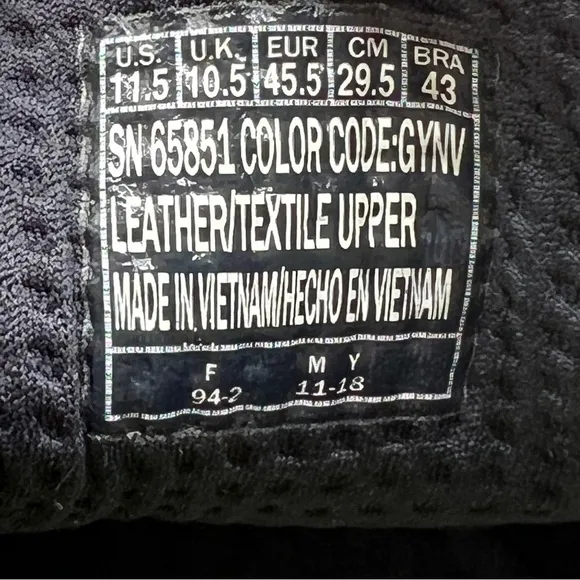 U.S. U.K. EUR CM BRA
11.5 10.5 45.5 29.5 43
SN 65851 COLOR CODE:GYNV
LEATHER/TEXTILE UPPER
MADE IN VIETNAM/HECHO EN VIETNAM
F M Y
94-2 11-18